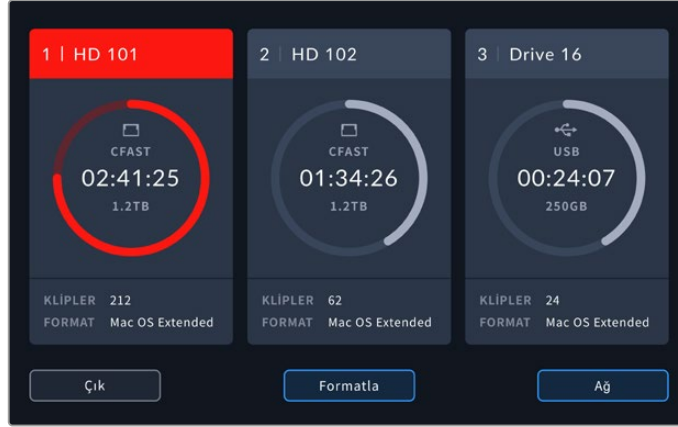 1 | HD 101
CFAST
02:41:25
1.2TB
KLİPLER 212
FORMAT Mac OS Extended
2 | HD 102
CFAST
01:34:26
1.2TB
KLİPLER 62
FORMAT Mac OS Extended
3 | Drive 16
USB
00:24:07
250GB
KLİPLER 24
FORMAT Mac OS Extended
Çık
Formatla
Ağ